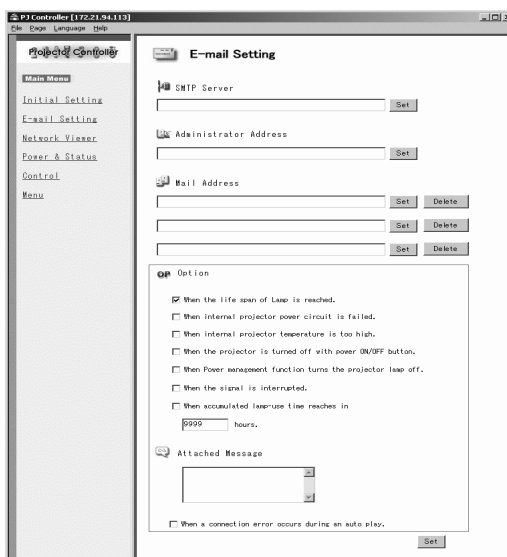 PJ Controller [172.21.94.113]
File Page Language Help
Projector Controller
Main Menu
Initial Setting
E-mail Setting
Network Viewer
Power & Status
Control
Menu
E-mail Setting
SMTP Server
Set
Administrator Address
Set
Mail Address
Set Delete
Set Delete
Set Delete
OP Option
When the life span of Lamp is reached.
When internal projector power circuit is failed.
When internal projector temperature is too high.
When the projector is turned off with power ON/OFF button.
When Power management function turns the projector lamp off.
When the signal is interrupted.
When accumulated lamp-use time reaches in
9999 hours.
Attached Message
When a connection error occurs during an auto play.
Set